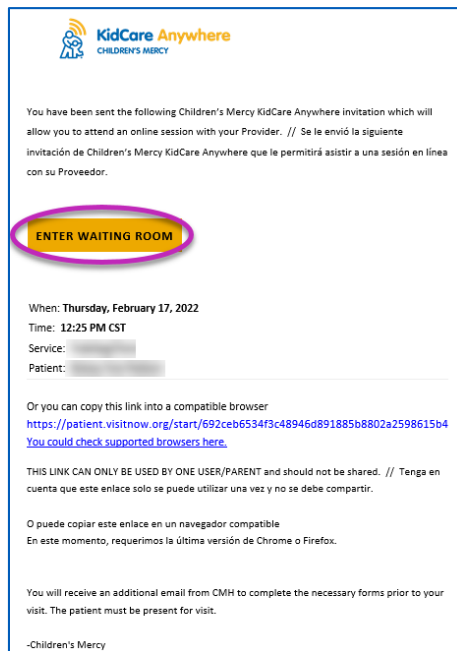 KidCare Anywhere
CHILDREN'S MERCY
You have been sent the following Children's Mercy KidCare Anywhere invitation which will
allow you to attend an online session with your Provider. // Se le envió la siguiente
invitación de Children's Mercy KidCare Anywhere que le permitirá asistir a una sesión en línea
con su Proveedor.
ENTER WAITING ROOM
When: Thursday, February 17, 2022
Time: 12:25 PM CST
Service:
Patient:
Or you can copy this link into a compatible browser
https://patient.visitnow.org/start/692ceb6534f3c48946d891885b8802a2598615b4
You could check supported browsers here.
THIS LINK CAN ONLY BE USED BY ONE USER/PARENT and should not be shared. // Tenga en
cuenta que este enlace solo se puede utilizar una vez y no se debe compartir.
O puede copiar este enlace en un navegador compatible
En este momento, requerimos la última versión de Chrome o Firefox.
You will receive an additional email from CMH to complete the necessary forms prior to your
visit. The patient must be present for visit.
-Children's Mercy